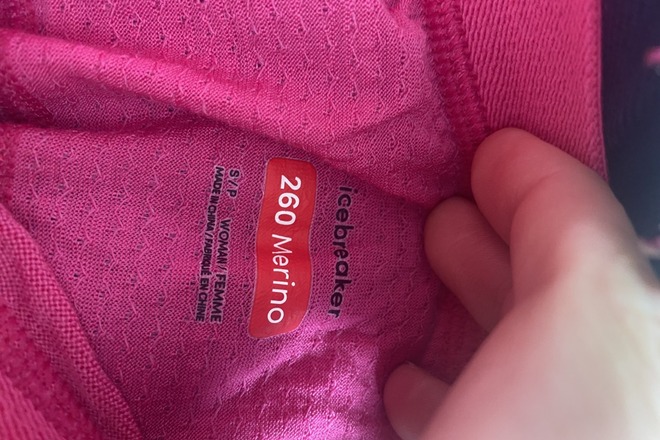 icebreaker
260 Merino
S/P WOMAN / FEMME
MADE IN CHINA / FABRIQUÉ EN CHINE